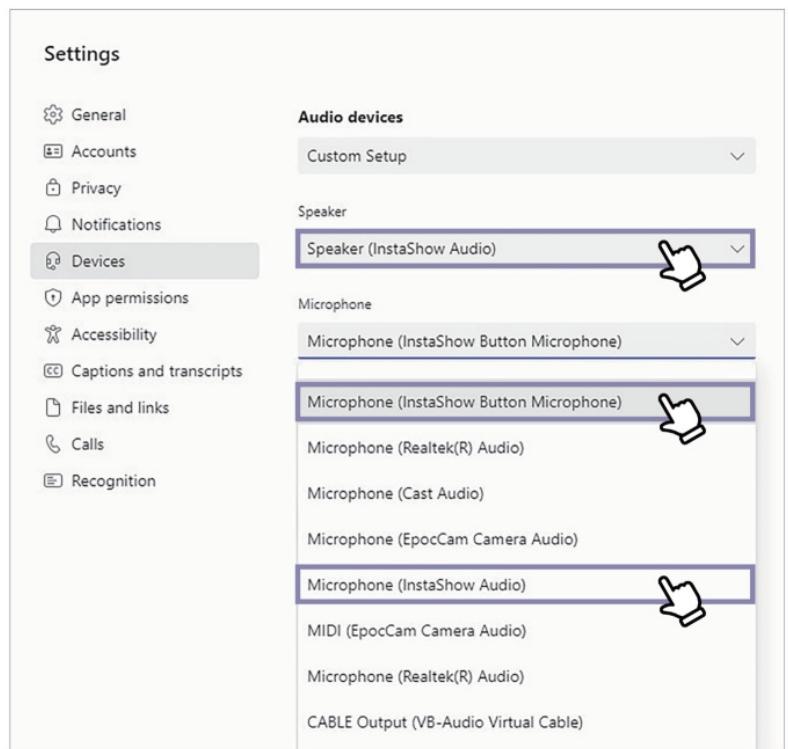 Settings
General
Accounts
Privacy
Notifications
Devices
App permissions
Accessibility
Captions and transcripts
Files and links
Calls
Recognition
Audio devices
Custom Setup
Speaker
Speaker (InstaShow Audio)
Microphone
Microphone (InstaShow Button Microphone)
Microphone (InstaShow Button Microphone)
Microphone (Realtek(R) Audio)
Microphone (Cast Audio)
Microphone (EpocCam Camera Audio)
Microphone (InstaShow Audio)
MIDI (EpocCam Camera Audio)
Microphone (Realtek(R) Audio)
CABLE Output (VB-Audio Virtual Cable)